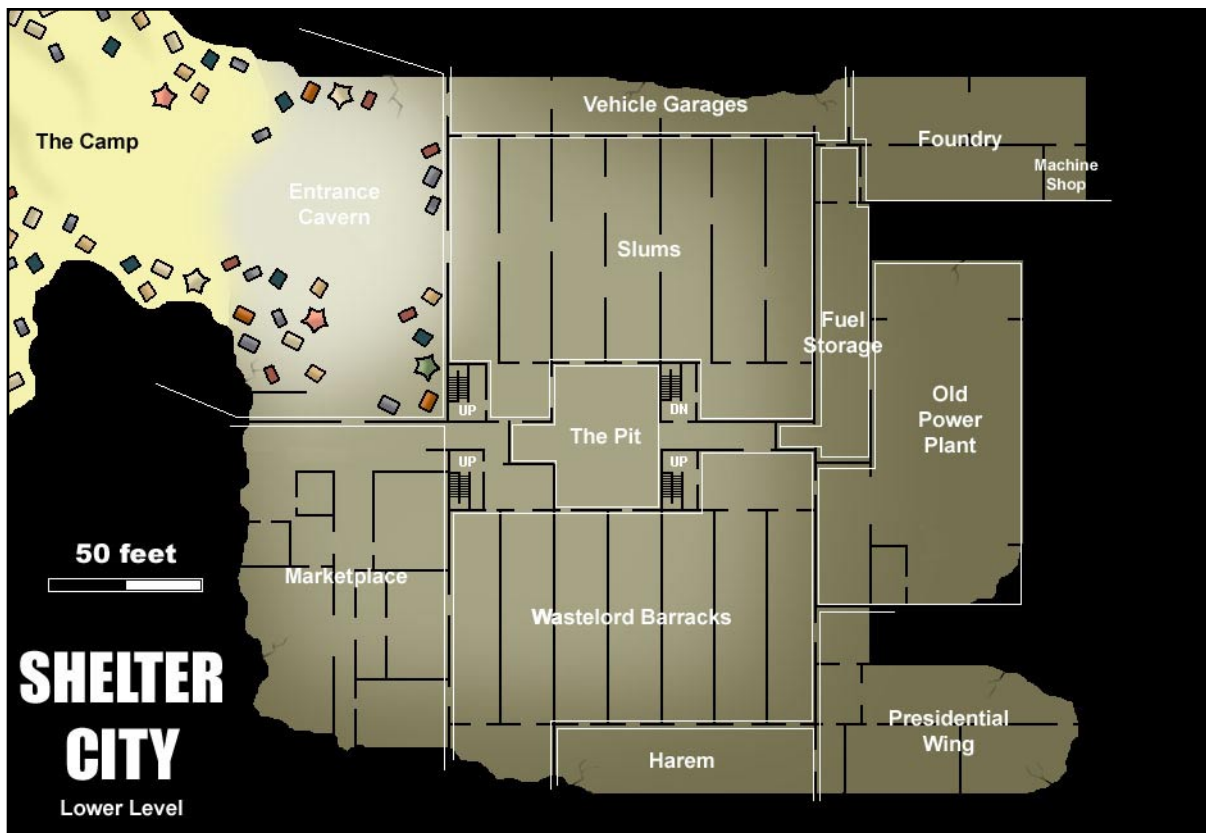 Vehicle Garages
Foundry
Machine
Shop
The Camp
Entrance
Cavern
Slums
Fuel
Storage
Old
Power
Plant
UP
DN
The Pit
UP
UP
50 feet
Marketplace
Wastelord Barracks
SHELTER
CITY
Lower Level
Presidential
Wing
Harem